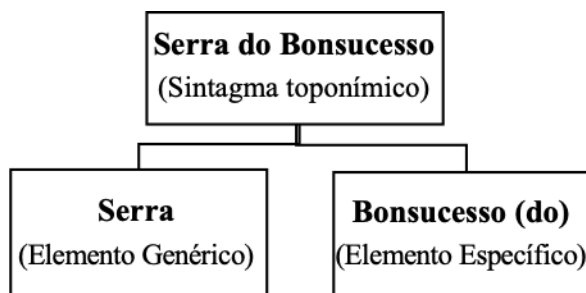 Serra do Bonsucesso
(Sintagma toponímico)
Serra
(Elemento Genérico)
Bonsucesso (do)
(Elemento Específico)